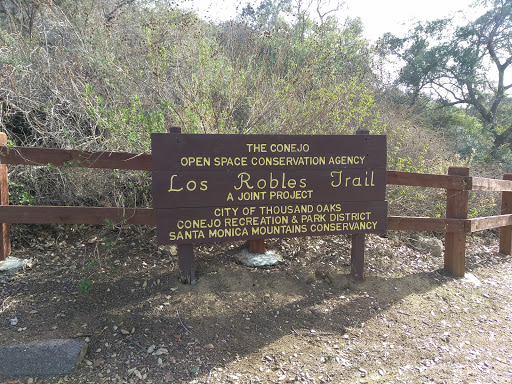 THE CONEJO
OPEN SPACE CONSERVATION AGENCY
Los Robles Trail
A JOINT PROJECT
CITY OF THOUSAND OAKS
CONEJO RECREATION & PARK DISTRICT
SANTA MONICA MOUNTAINS CONSERVANCY